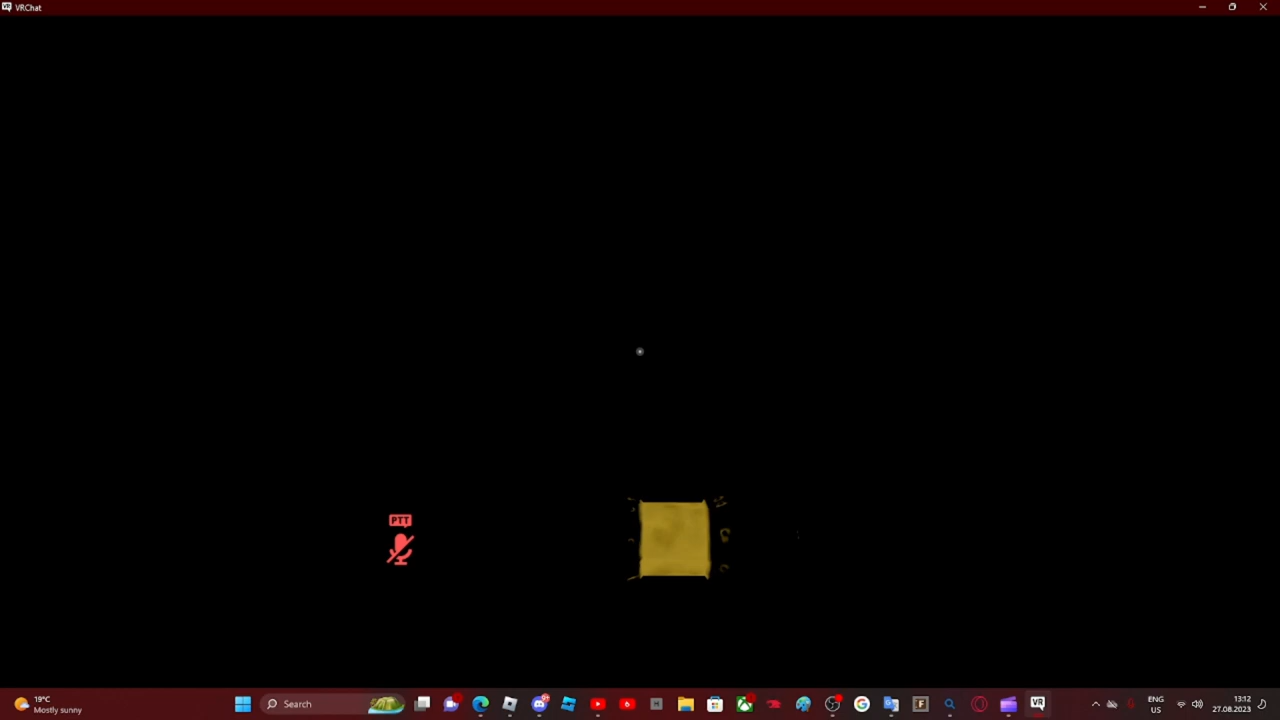 VRChat
PTT
19°C
Mostly sunny
Search
ENG
US
13:12
27.08.2023